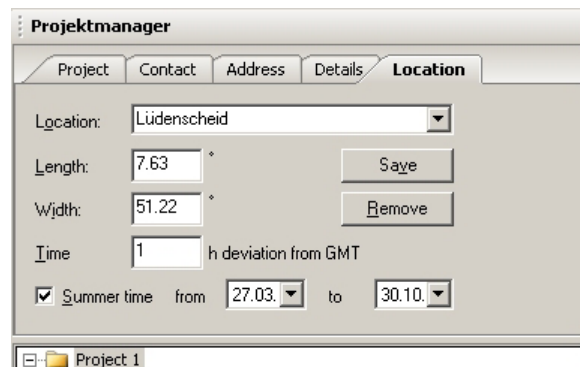 Projektmanager
Project Contact Address Details Location
Location: Lüdenscheid
Length: 7.63 °
Save
Width: 51.22 °
Remove
Time 1 h deviation from GMT
Summer time from 27.03. to 30.10.
Project 1